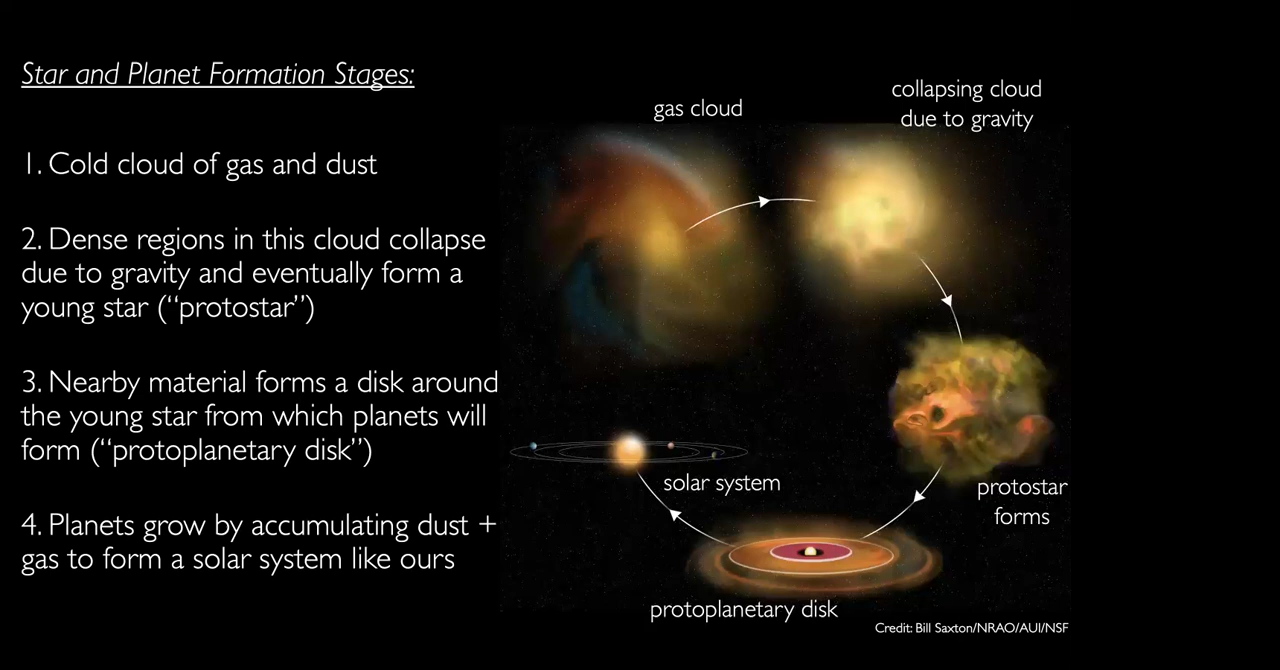 Star and Planet Formation Stages:
1. Cold cloud of gas and dust
2. Dense regions in this cloud collapse
due to gravity and eventually form a
young star (“protostar”)
3. Nearby material forms a disk around
the young star from which planets will
form (“protoplanetary disk”)
4. Planets grow by accumulating dust +
gas to form a solar system like ours
gas cloud
collapsing cloud
due to gravity
protostar
forms
protoplanetary disk
solar system
Credit: Bill Saxton/NRAO/AUI/NSF